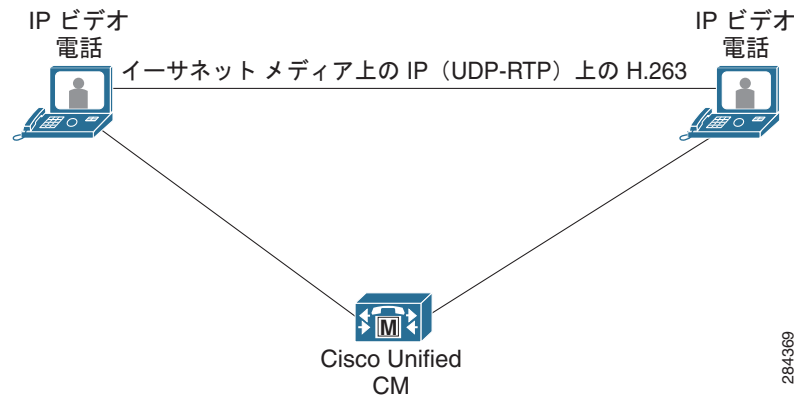 IP ビデオ
電話
IP ビデオ
電話
イーサネット メディア上の IP（UDP-RTP）上の H.263
M
Cisco Unified
CM
284369